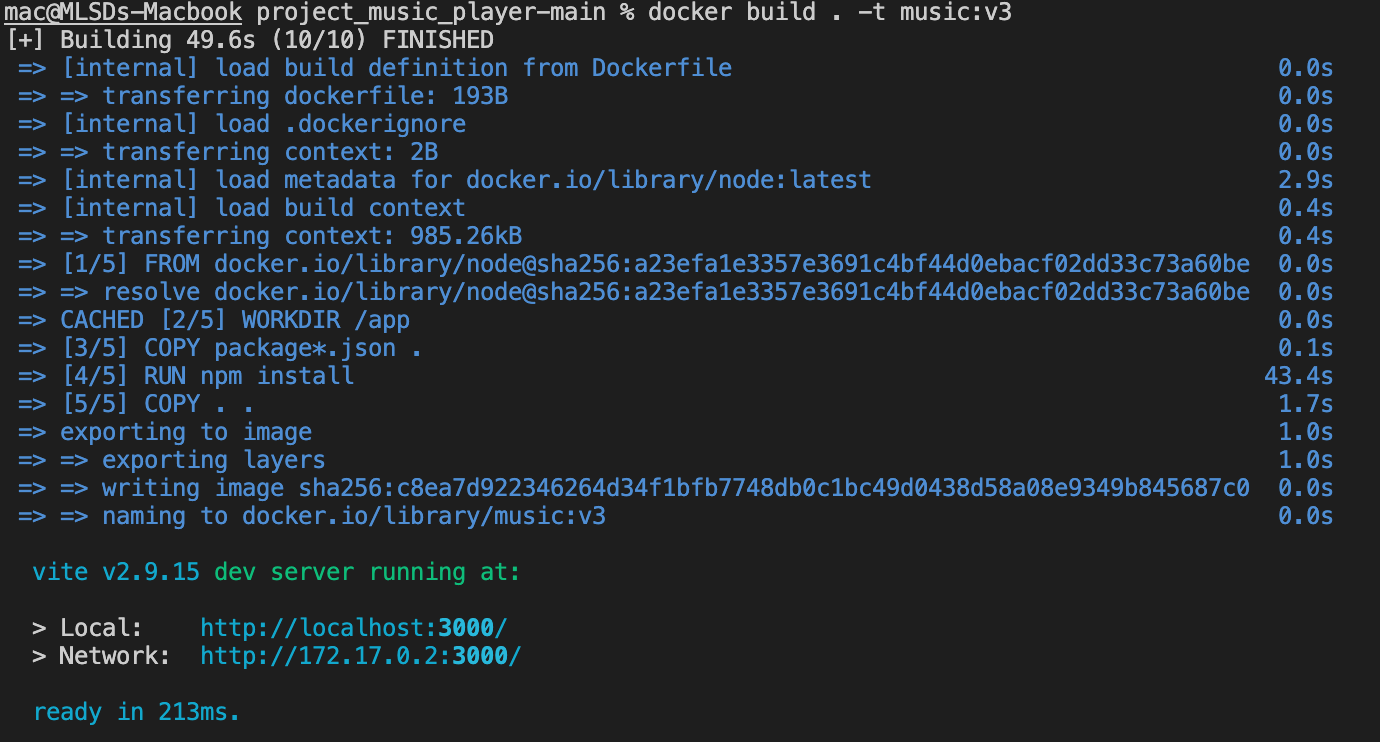 mac@MLSDs-Macbook project_music_player-main % docker build . -t music:v3
[+] Building 49.6s (10/10) FINISHED
=> [internal] load build definition from Dockerfile 0.0s
=> => transferring dockerfile: 193B 0.0s
=> [internal] load .dockerignore 0.0s
=> => transferring context: 2B 0.0s
=> [internal] load metadata for docker.io/library/node:latest 2.9s
=> [internal] load build context 0.4s
=> => transferring context: 985.26kB 0.4s
=> [1/5] FROM docker.io/library/node@sha256:a23efa1e3357e3691c4bf44d0ebacf02dd33c73a60be 0.0s
=> => resolve docker.io/library/node@sha256:a23efa1e3357e3691c4bf44d0ebacf02dd33c73a60be 0.0s
=> CACHED [2/5] WORKDIR /app 0.0s
=> [3/5] COPY package*.json . 0.1s
=> [4/5] RUN npm install 43.4s
=> [5/5] COPY . . 1.7s
=> exporting to image 1.0s
=> => exporting layers 1.0s
=> => writing image sha256:c8ea7d922346264d34f1bfb7748db0c1bc49d0438d58a08e9349b845687c0 0.0s
=> => naming to docker.io/library/music:v3 0.0s
vite v2.9.15 dev server running at:
> Local: http://localhost:3000/
> Network: http://172.17.0.2:3000/
ready in 213ms.